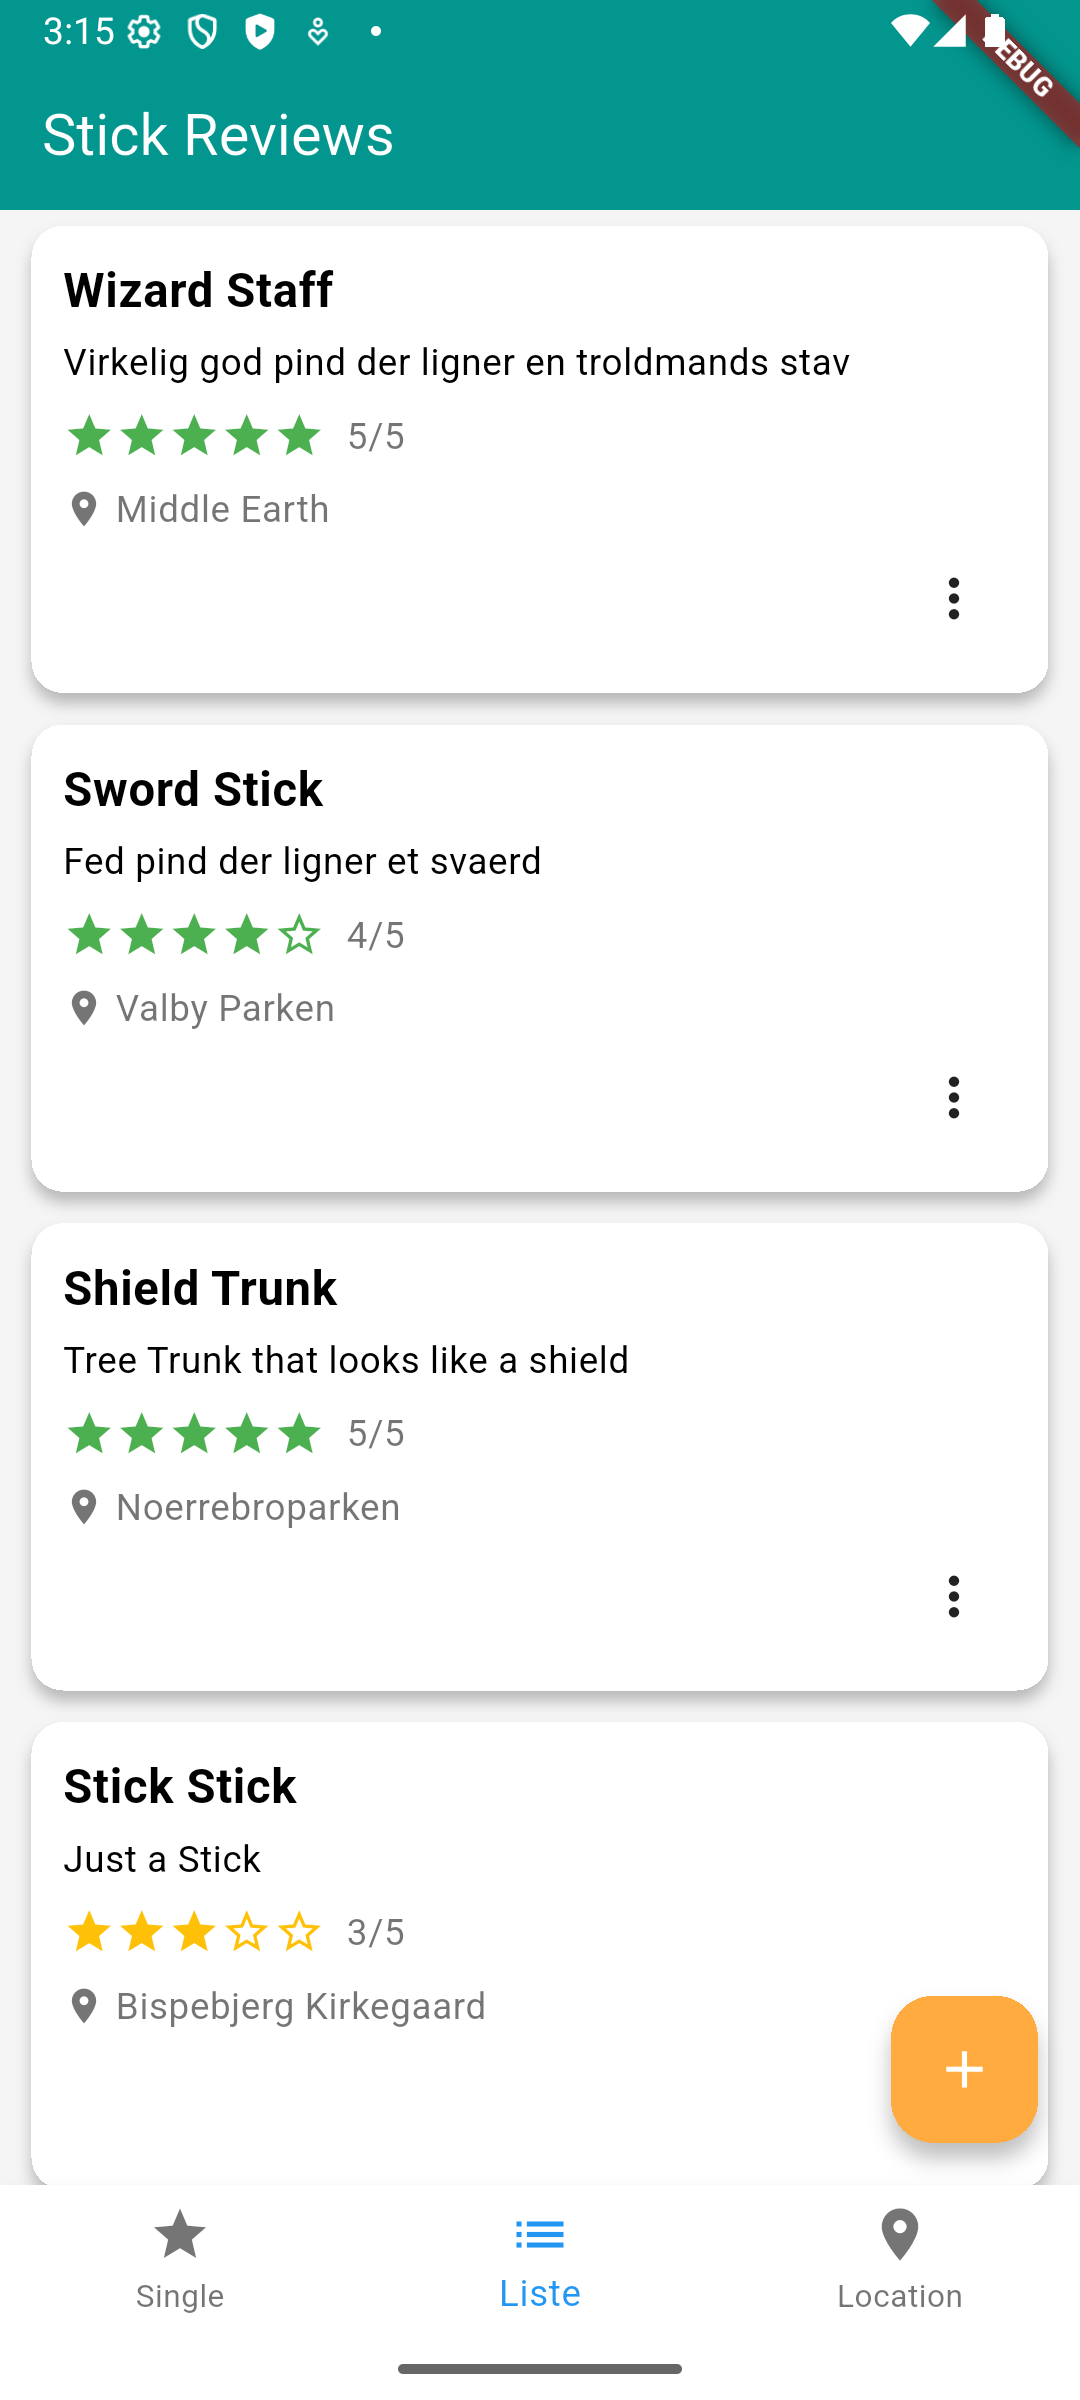 3:15
EBUG
Stick Reviews
Wizard Staff
Virkelig god pind der ligner en troldmands stav
5/5
Middle Earth
Sword Stick
Fed pind der ligner et svaerd
4/5
Valby Parken
Shield Trunk
Tree Trunk that looks like a shield
5/5
Noerrebroparken
Stick Stick
Just a Stick
3/5
Bispebjerg Kirkegaard
Single
Liste
Location